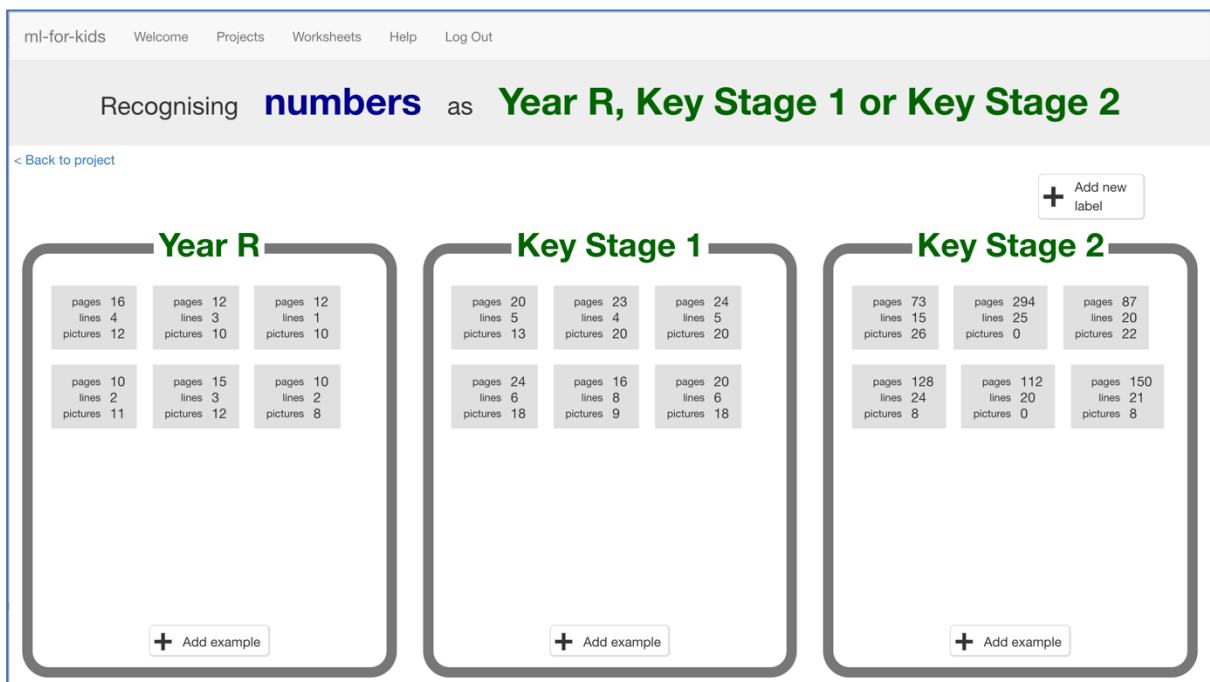 ml-for-kids Welcome Projects Worksheets Help Log Out
Recognising numbers as Year R, Key Stage 1 or Key Stage 2
< Back to project
Add new
label
Year R
pages 16
lines 4
pictures 12
pages 12
lines 3
pictures 10
pages 12
lines 1
pictures 10
pages 10
lines 2
pictures 11
pages 15
lines 3
pictures 12
pages 10
lines 2
pictures 8
Add example
Key Stage 1
pages 20
lines 5
pictures 13
pages 23
lines 4
pictures 20
pages 24
lines 5
pictures 20
pages 24
lines 6
pictures 18
pages 16
lines 8
pictures 9
pages 20
lines 6
pictures 18
Add example
Key Stage 2
pages 73
lines 15
pictures 26
pages 294
lines 25
pictures 0
pages 87
lines 20
pictures 22
pages 128
lines 24
pictures 8
pages 112
lines 20
pictures 0
pages 150
lines 21
pictures 8
Add example